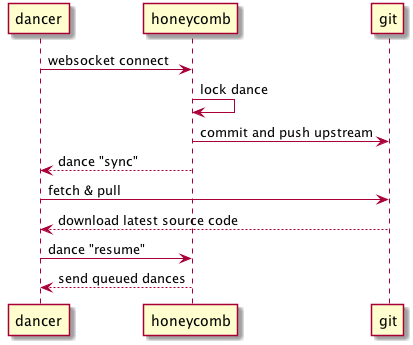 dancer honeycomb git
websocket connect
lock dance
commit and push upstream
dance "sync"
fetch & pull
download latest source code
dance "resume"
send queued dances
dancer honeycomb git